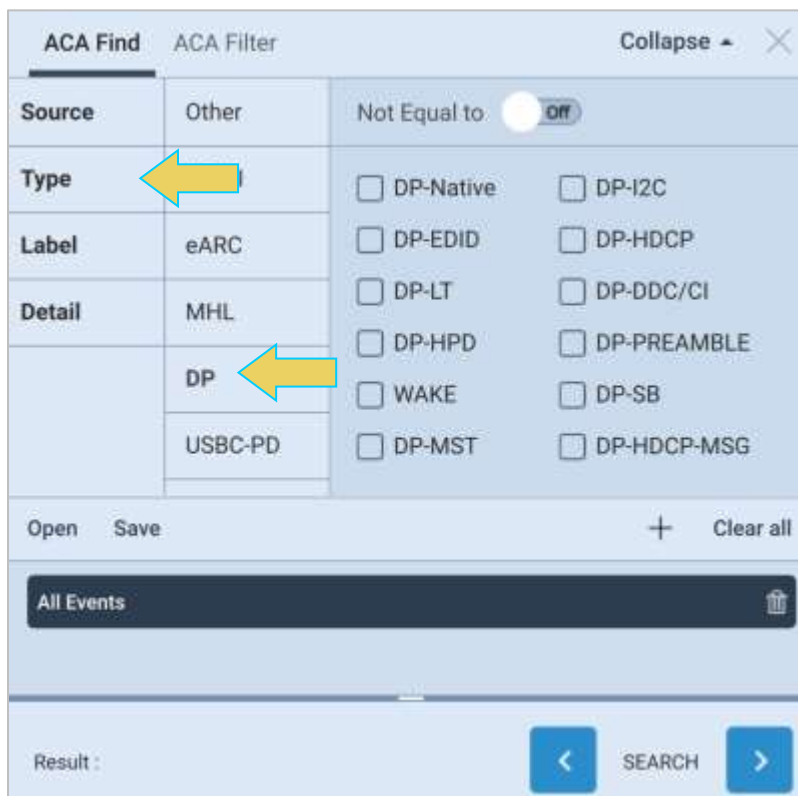 ACA Find ACA Filter Collapse
Source Other Not Equal to Off
Type
DP-Native DP-I2C
Label eARC DP-EDID DP-HDCP
DP-LT DP-DDC/CI
Detail MHL
DP-HPD DP-PREAMBLE
DP
WAKE DP-SB
USBC-PD DP-MST DP-HDCP-MSG
Open Save + Clear all
All Events
Result :
SEARCH